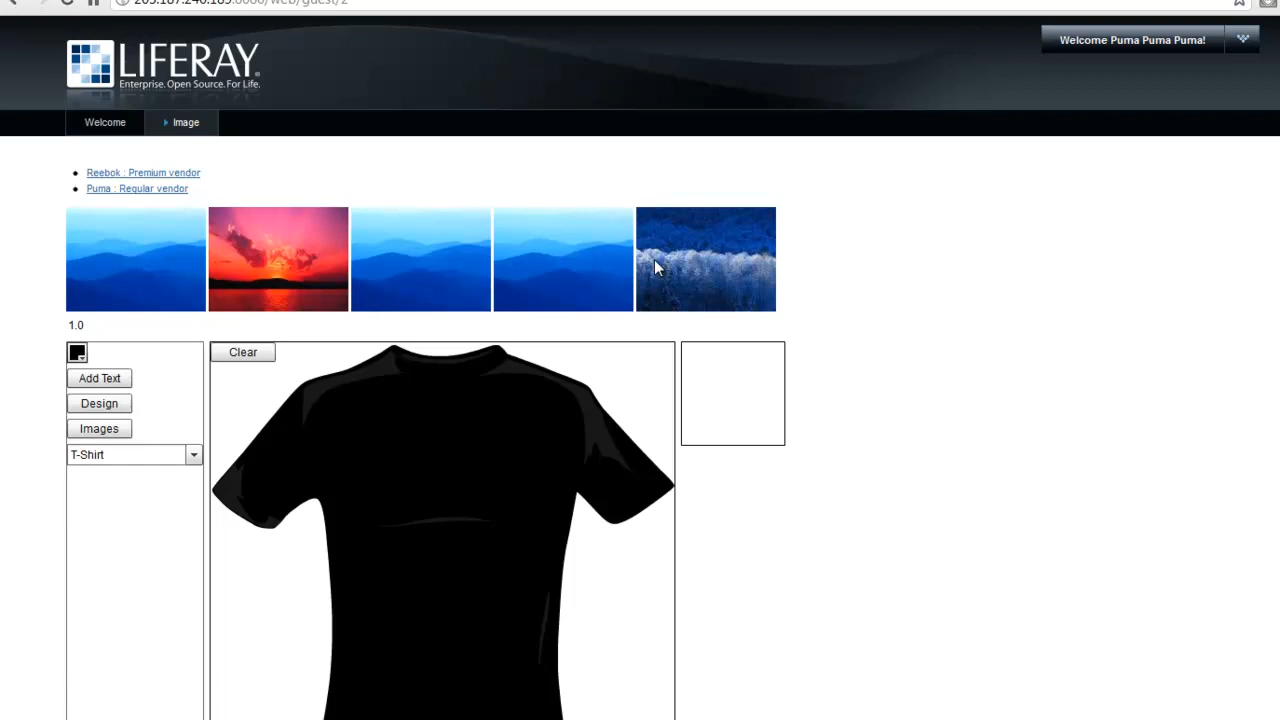 LIFERAY.
Enterprise. Open Source. For Life.
Welcome Puma Puma Puma!
Welcome
Image
Reebok : Premium vendor
Puma : Regular vendor
1.0
Clear
Add Text
Design
Images
T-Shirt